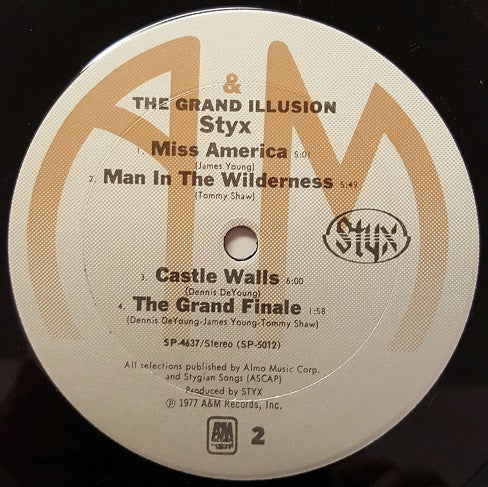 A&M
THE GRAND ILLUSION
Styx
1. Miss America 5:01
(James Young)
2. Man In The Wilderness 5:49
(Tommy Shaw)
Styx
3. Castle Walls 6:00
(Dennis DeYoung)
4. The Grand Finale 1:58
(Dennis DeYoung-James Young-Tommy Shaw)
SP-4637/Stereo (SP-5012)
All selections published by Almo Music Corp.
and Stygian Songs (ASCAP)
Produced by STYX
℗ 1977 A&M Records, Inc.
A&M
2